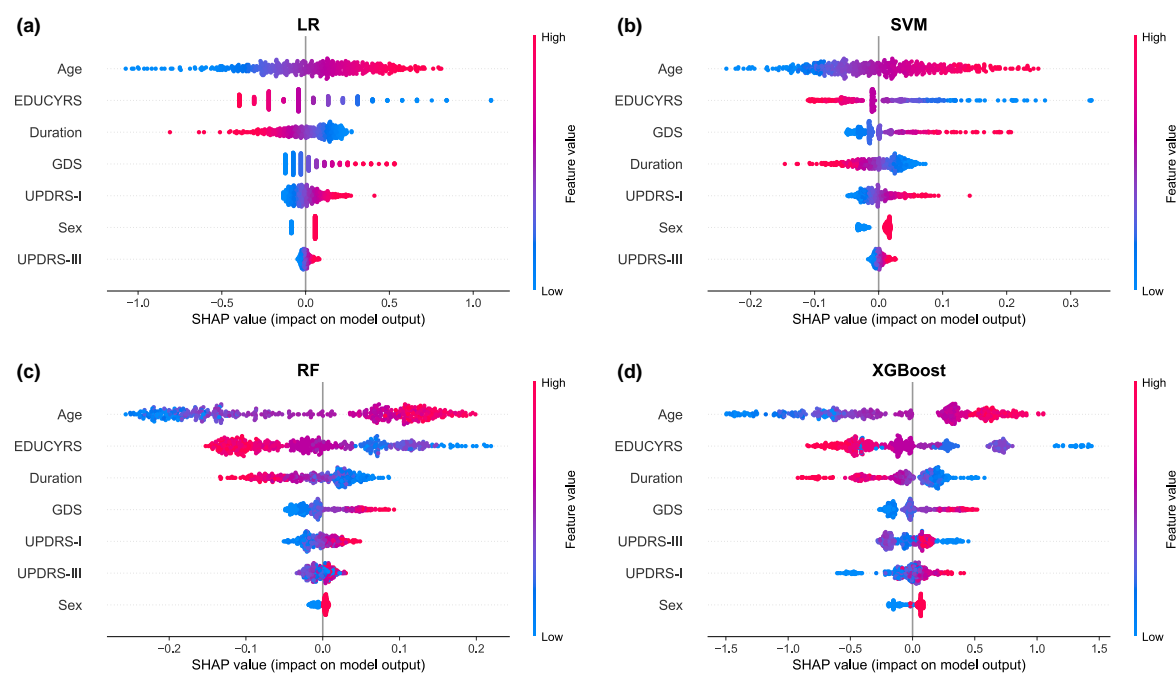 (a)
LR
High
Age
EDUCYRS
Duration
GDS
UPDRS-I
Sex
UPDRS-III
Feature value
Low
−1.0 −0.5 0.0 0.5 1.0
SHAP value (impact on model output)
(b)
SVM
High
Age
EDUCYRS
GDS
Duration
UPDRS-I
Sex
UPDRS-III
Feature value
Low
−0.2 −0.1 0.0 0.1 0.2 0.3
SHAP value (impact on model output)
(c)
RF
High
Age
EDUCYRS
Duration
GDS
UPDRS-I
UPDRS-III
Sex
Feature value
Low
−0.2 −0.1 0.0 0.1 0.2
SHAP value (impact on model output)
(d)
XGBoost
High
Age
EDUCYRS
Duration
GDS
UPDRS-III
UPDRS-I
Sex
Feature value
Low
−1.5 −1.0 −0.5 0.0 0.5 1.0 1.5
SHAP value (impact on model output)